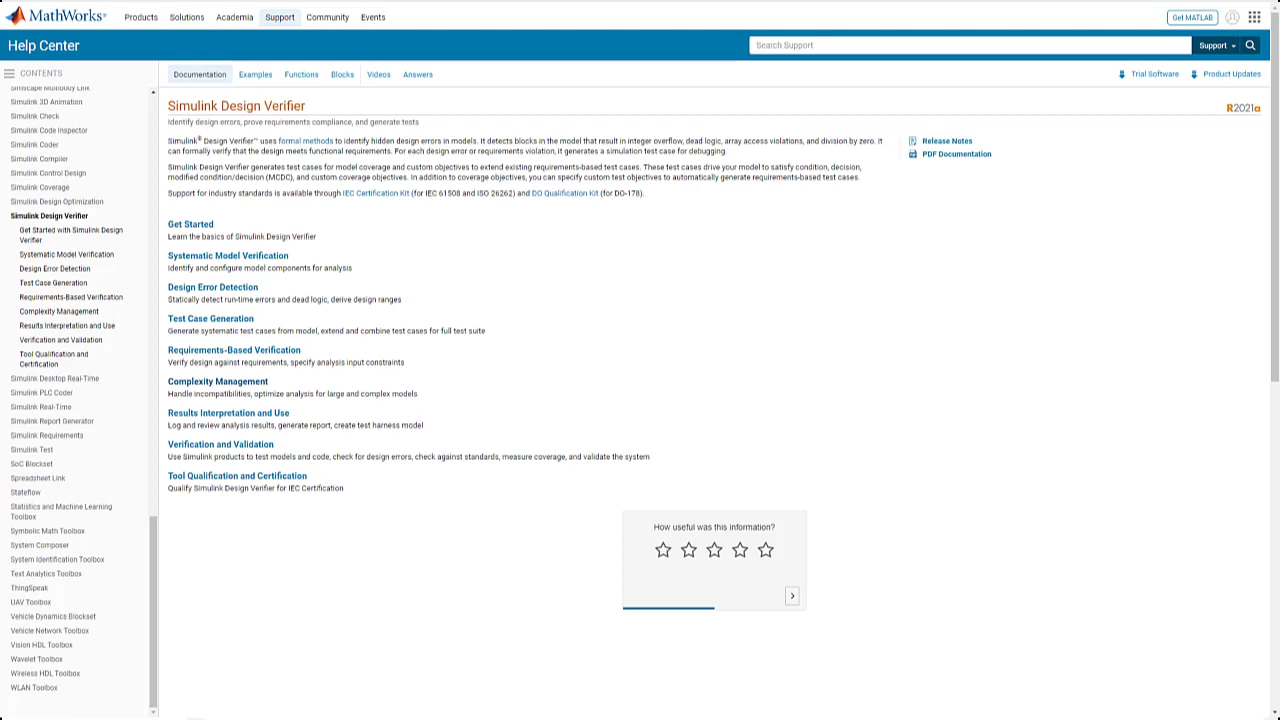 MathWorks®
Products Solutions Academia Support Community Events
Get MATLAB
Help Center
Search Support
Support
CONTENTS
Documentation Examples Functions Blocks Videos Answers
Trial Software Product Updates
Simscape Multibody Link
Simulink 3D Animation
Simulink Check
Simulink Code Inspector
Simulink Coder
Simulink Compiler
Simulink Control Design
Simulink Coverage
Simulink Design Optimization
Simulink Design Verifier
Get Started with Simulink Design
Verifier
Systematic Model Verification
Design Error Detection
Test Case Generation
Requirements-Based Verification
Complexity Management
Results Interpretation and Use
Verification and Validation
Tool Qualification and
Certification
Simulink Desktop Real-Time
Simulink PLC Coder
Simulink Real-Time
Simulink Report Generator
Simulink Requirements
Simulink Test
SoC Blockset
Spreadsheet Link
Stateflow
Statistics and Machine Learning
Toolbox
Symbolic Math Toolbox
System Composer
System Identification Toolbox
Text Analytics Toolbox
ThingSpeak
UAV Toolbox
Vehicle Dynamics Blockset
Vehicle Network Toolbox
Vision HDL Toolbox
Wavelet Toolbox
Wireless HDL Toolbox
WLAN Toolbox
Simulink Design Verifier
R2021a
Identify design errors, prove requirements compliance, and generate tests
Simulink® Design Verifier™ uses formal methods to identify hidden design errors in models. It detects blocks in the model that result in integer overflow, dead logic, array access violations, and division by zero. It
can formally verify that the design meets functional requirements. For each design error or requirements violation, it generates a simulation test case for debugging.
Simulink Design Verifier generates test cases for model coverage and custom objectives to extend existing requirements-based test cases. These test cases drive your model to satisfy condition, decision,
modified condition/decision (MCDC), and custom coverage objectives. In addition to coverage objectives, you can specify custom test objectives to automatically generate requirements-based test cases.
Support for industry standards is available through IEC Certification Kit (for IEC 61508 and ISO 26262) and DO Qualification Kit (for DO-178).
Release Notes
PDF Documentation
Get Started
Learn the basics of Simulink Design Verifier
Systematic Model Verification
Identify and configure model components for analysis
Design Error Detection
Statically detect run-time errors and dead logic, derive design ranges
Test Case Generation
Generate systematic test cases from model, extend and combine test cases for full test suite
Requirements-Based Verification
Verify design against requirements, specify analysis input constraints
Complexity Management
Handle incompatibilities, optimize analysis for large and complex models
Results Interpretation and Use
Log and review analysis results, generate report, create test harness model
Verification and Validation
Use Simulink products to test models and code, check for design errors, check against standards, measure coverage, and validate the system
Tool Qualification and Certification
Qualify Simulink Design Verifier for IEC Certification
How useful was this information?